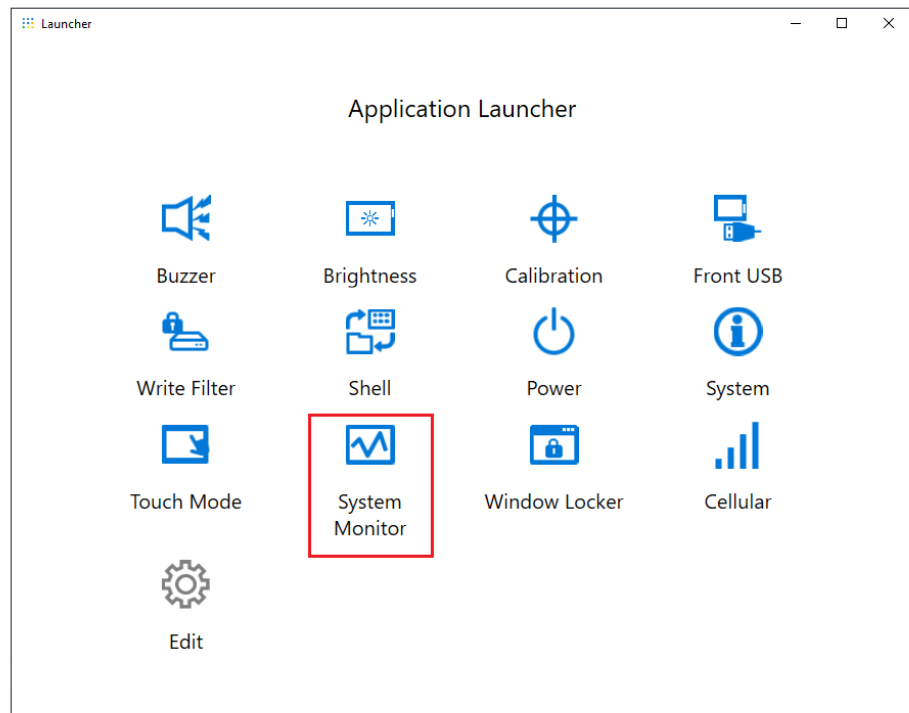 Launcher
Application Launcher
Buzzer
Brightness
Calibration
Front USB
Write Filter
Shell
Power
System
Touch Mode
System
Monitor
Window Locker
Cellular
Edit